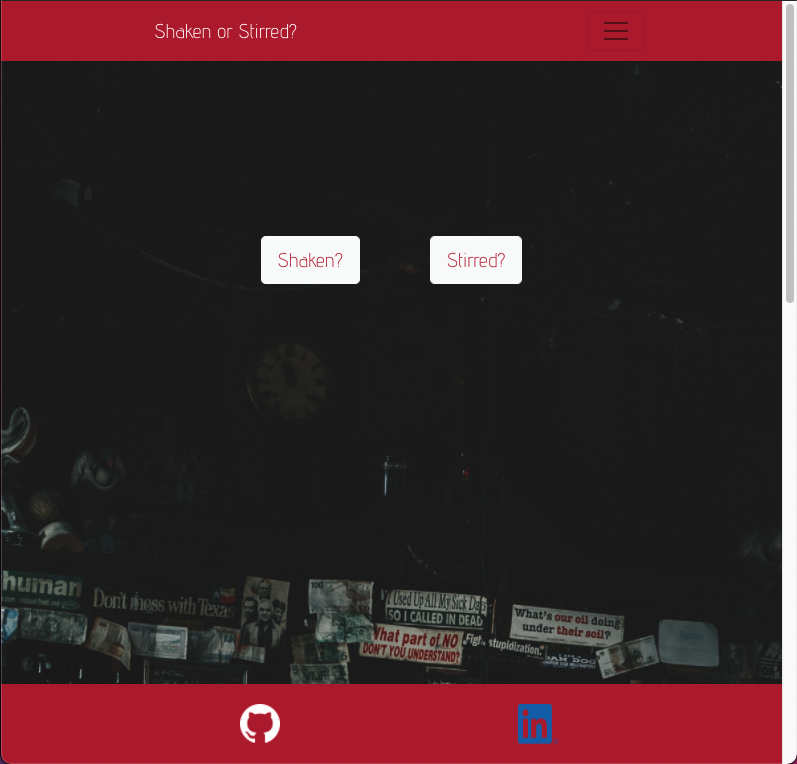 Shaken or Stirred?
Shaken?
Stirred?
human
Don't mess with Texas
100
I Used Up All My Sick Days
SO I CALLED IN DEAD
What's our oil doing
under their soil?
What part of NO
DON'T YOU UNDERSTAND?
stupidization."
in